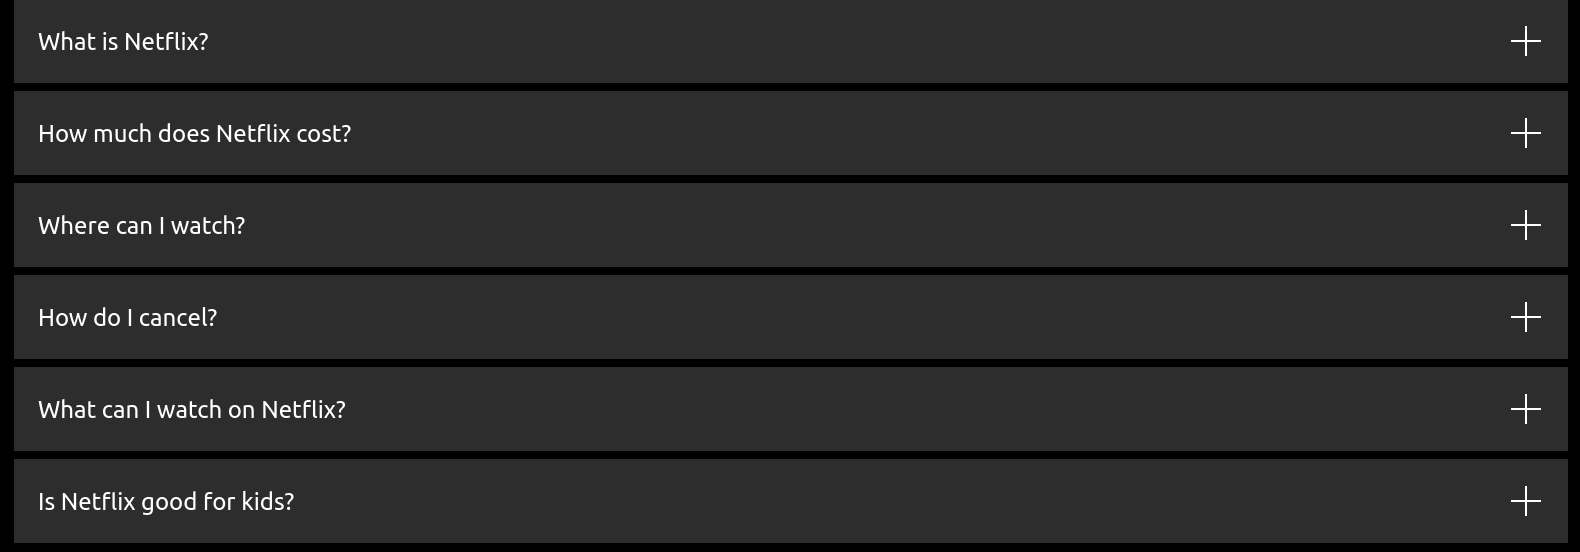 What is Netflix?
How much does Netflix cost?
Where can I watch?
How do I cancel?
What can I watch on Netflix?
Is Netflix good for kids?